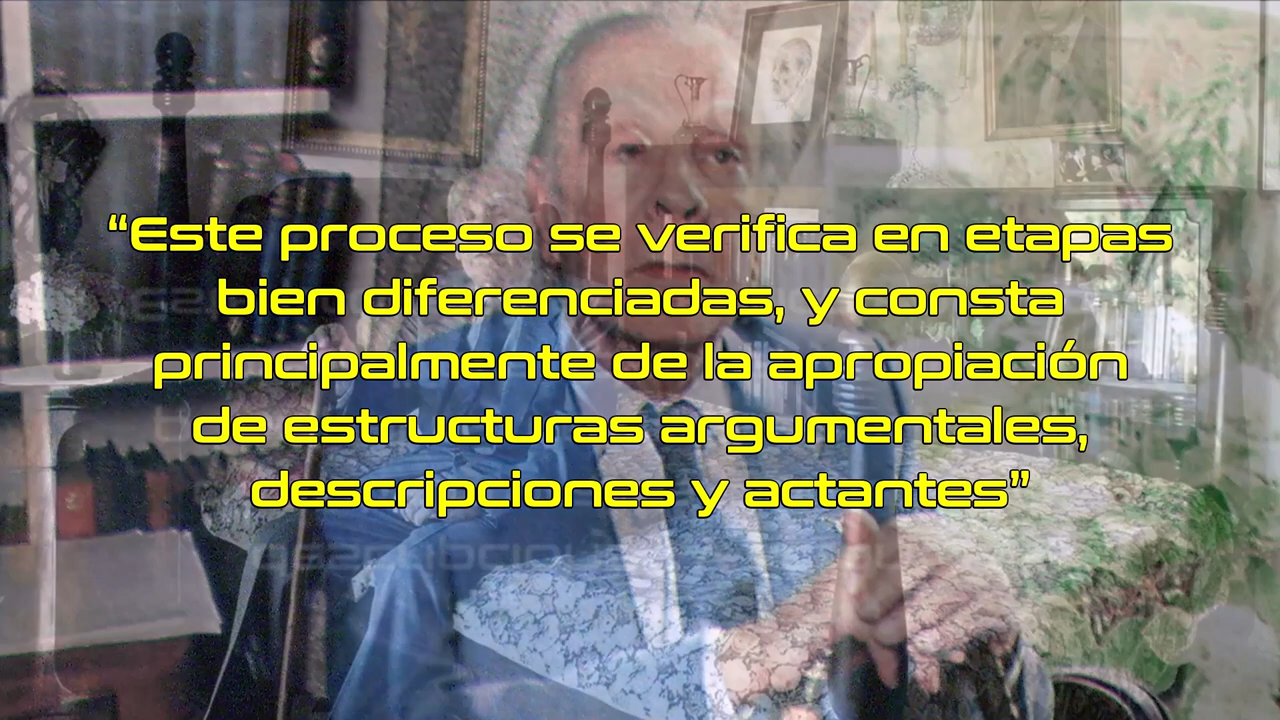 “Este proceso se verifica en etapas
bien diferenciadas, y consta
principalmente de la apropiación
de estructuras argumentales,
descripciones y actantes”